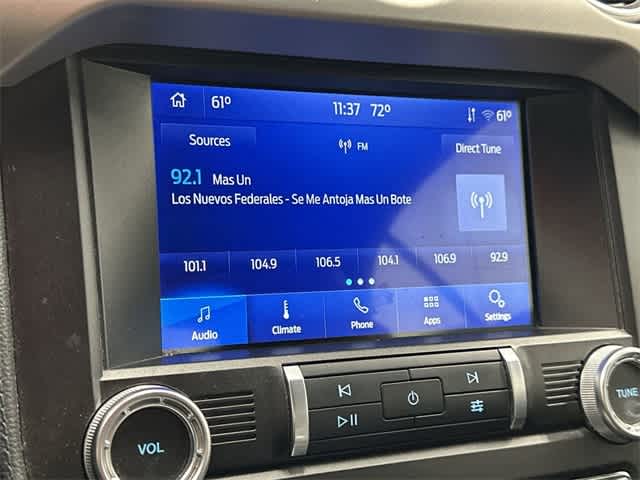 61° 11:37 72° 61°
Sources FM Direct Tune
92.1 Mas Un
Los Nuevos Federales - Se Me Antoja Mas Un Bote
101.1 104.9 106.5 104.1 106.9 92.9
Audio Climate Phone Apps Settings
VOL TUNE